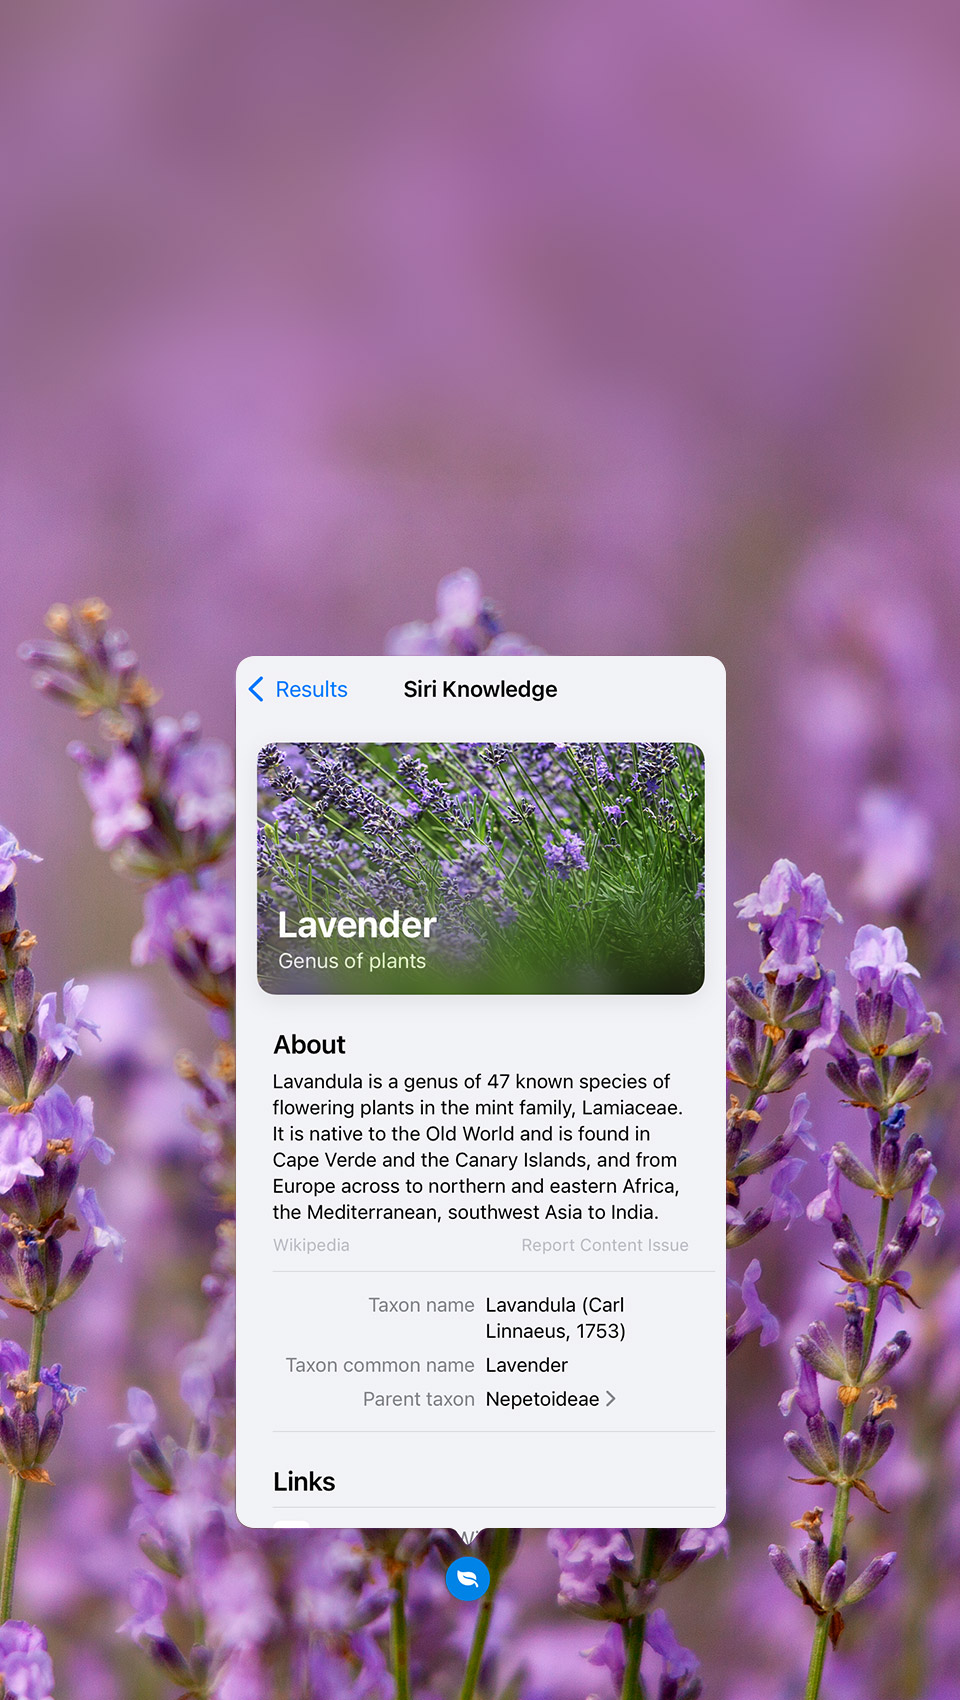 Results
Siri Knowledge
Lavender
Genus of plants
About
Lavandula is a genus of 47 known species of
flowering plants in the mint family, Lamiaceae.
It is native to the Old World and is found in
Cape Verde and the Canary Islands, and from
Europe across to northern and eastern Africa,
the Mediterranean, southwest Asia to India.
Wikipedia
Report Content Issue
Taxon name Lavandula (Carl
Linnaeus, 1753)
Taxon common name Lavender
Parent taxon Nepetoideae
Links